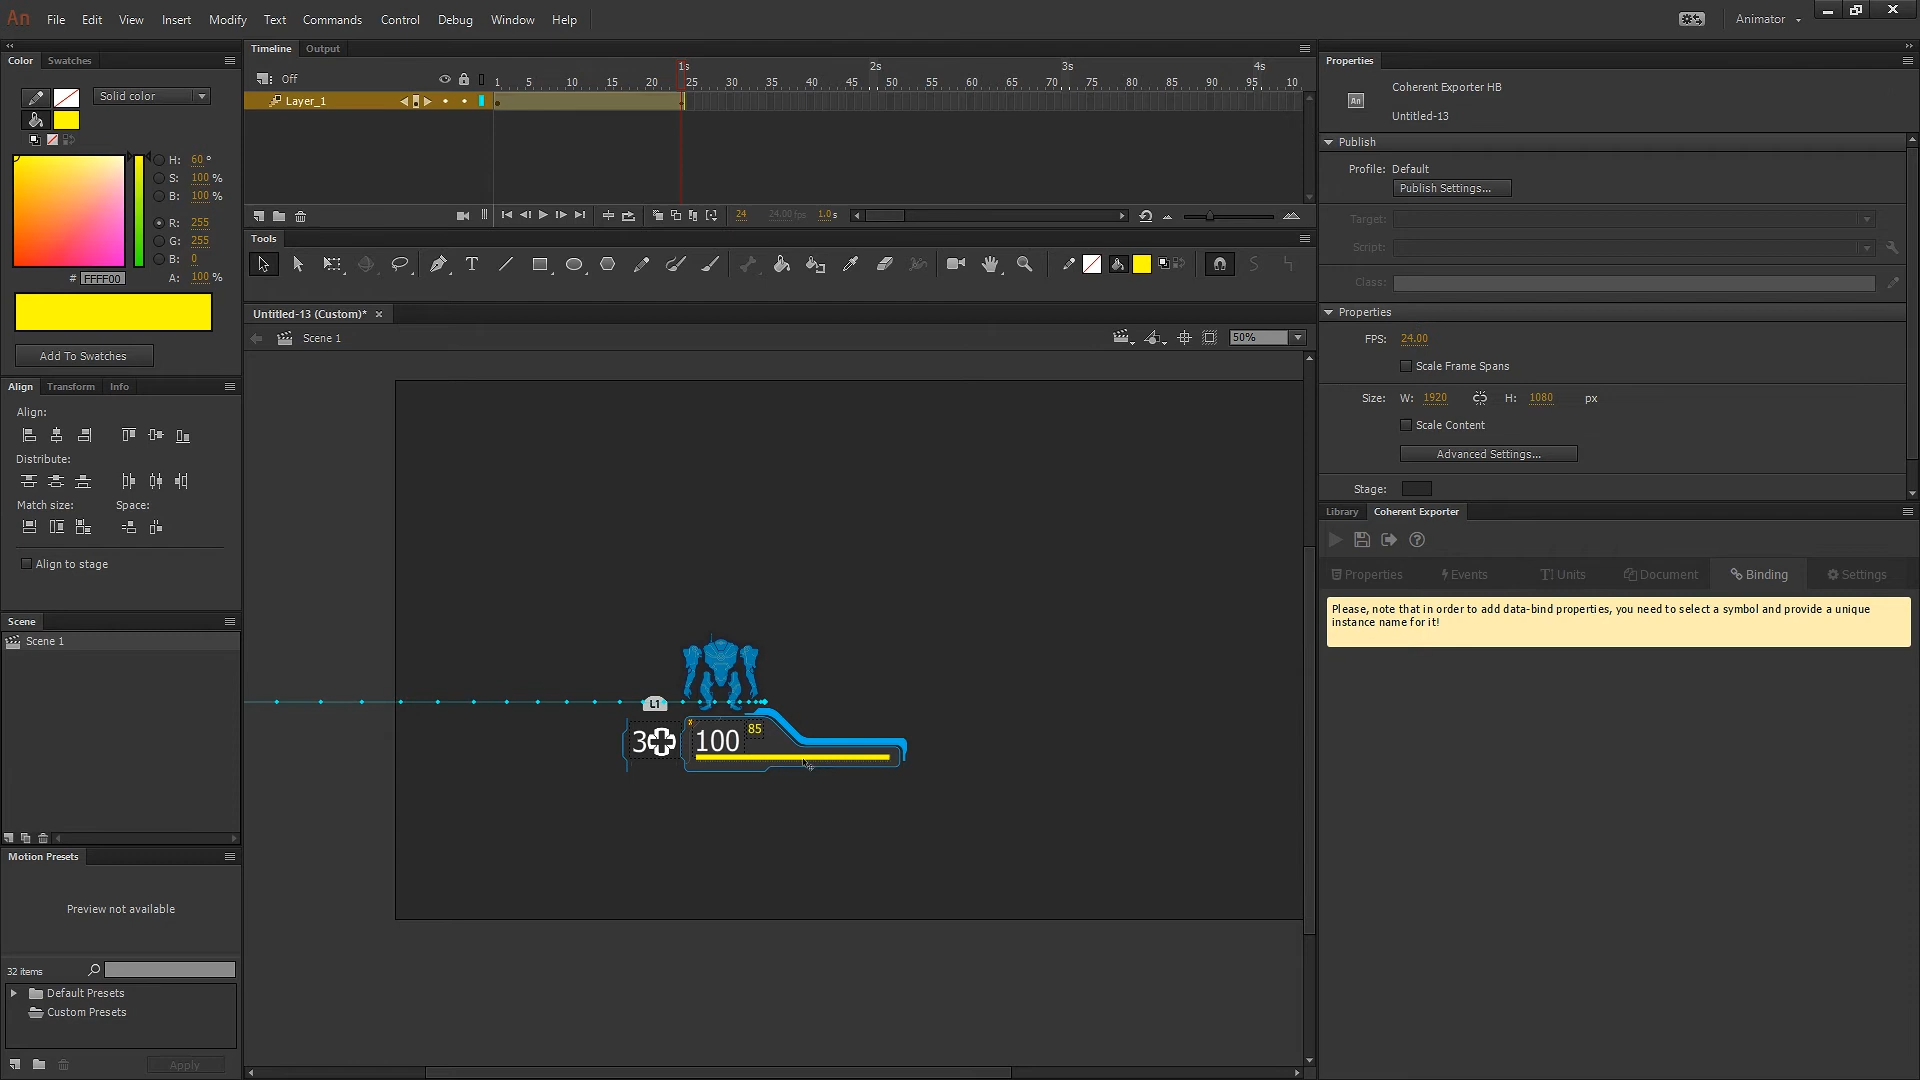 An File Edit View Insert Modify Text Commands Control Debug Window Help Animator
Color Swatches
Solid color
H: 60 °
S: 100 %
B: 100 %
R: 255
G: 255
B: 0
# FFFF00 A: 100 %
Add To Swatches
Align Transform Info
Align:
Distribute:
Match size: Space:
Align to stage
Scene
Scene 1
Motion Presets
Preview not available
32 items
Default Presets
Custom Presets
Apply
Timeline Output
1s 2s 3s 4s
Off 1 5 10 15 20 25 30 35 40 45 50 55 60 65 70 75 80 85 90 95 10
Layer_1
24 24.00 fps 1.0 s
Tools
Untitled-13 (Custom)*
Scene 1 50%
L1
3
100 85
Properties
An Coherent Exporter HB
Untitled-13
Publish
Profile: Default
Publish Settings...
Target:
Script:
Class:
Properties
FPS: 24.00
Scale Frame Spans
Size: W: 1920 H: 1080 px
Scale Content
Advanced Settings...
Stage:
Library Coherent Exporter
Properties Events Units Document Binding Settings
Please, note that in order to add data-bind properties, you need to select a symbol and provide a unique
instance name for it!